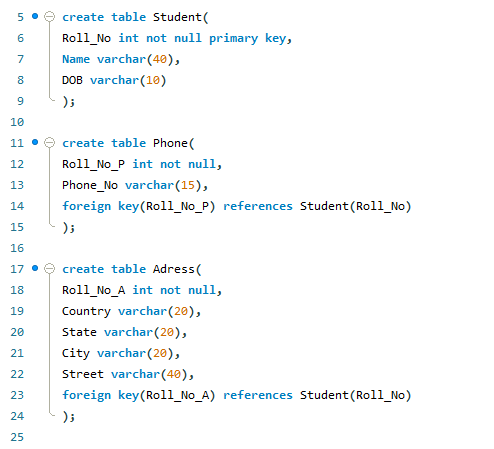 5 create table Student(
6 Roll_No int not null primary key,
7 Name varchar(40),
8 DOB varchar(10)
9 );
10
11 create table Phone(
12 Roll_No_P int not null,
13 Phone_No varchar(15),
14 foreign key(Roll_No_P) references Student(Roll_No)
15 );
16
17 create table Adress(
18 Roll_No_A int not null,
19 Country varchar(20),
20 State varchar(20),
21 City varchar(20),
22 Street varchar(40),
23 foreign key(Roll_No_A) references Student(Roll_No)
24 );
25